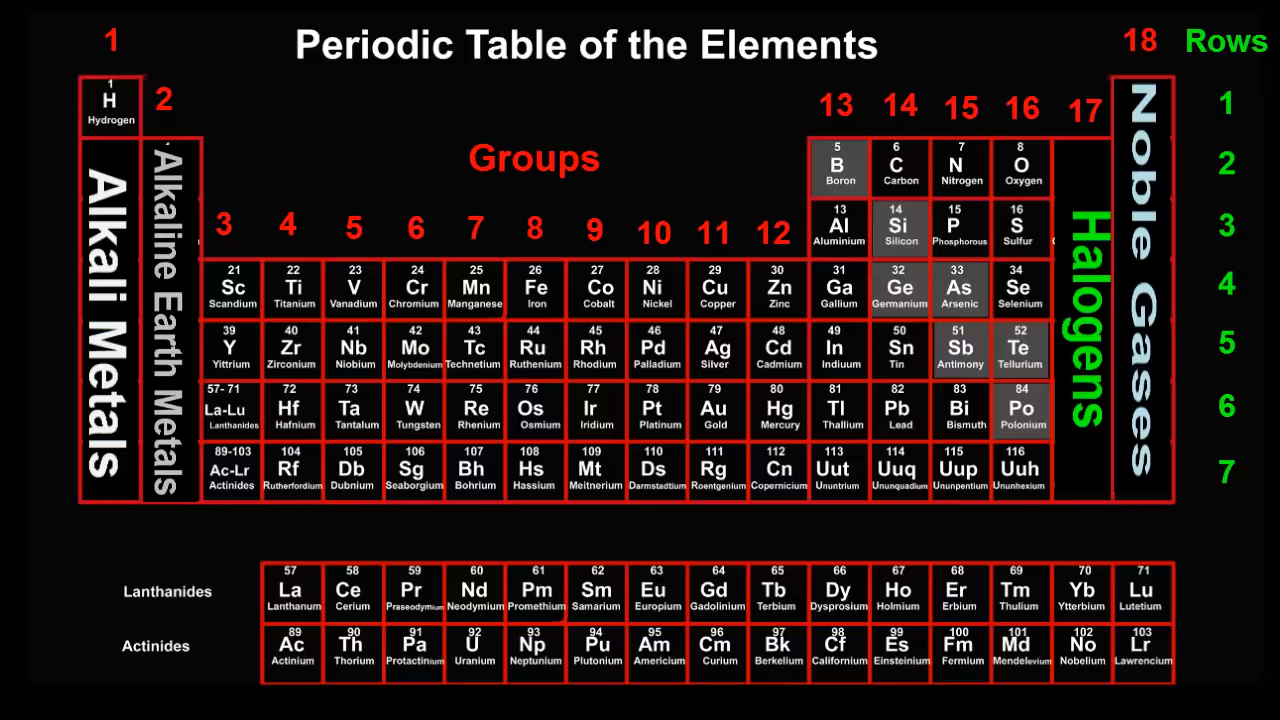 1 Periodic Table of the Elements 18 Rows
1 2 13 14 15 16 17 1
H
Hydrogen
Alkali Metals
Alkaline Earth Metals
Groups
Halogens
Noble Gases
5 6 7 8 2
B C N O
Boron Carbon Nitrogen Oxygen
3 4 5 6 7 8 9 10 11 12
13 14 15 16 3
Al Si P S
Aluminium Silicon Phosphorous Sulfur
21 22 23 24 25 26 27 28 29 30 31 32 33 34 4
Sc Ti V Cr Mn Fe Co Ni Cu Zn Ga Ge As Se
Scandium Titanium Vanadium Chromium Manganese Iron Cobalt Nickel Copper Zinc Gallium Germanium Arsenic Selenium
39 40 41 42 43 44 45 46 47 48 49 50 51 52 5
Y Zr Nb Mo Tc Ru Rh Pd Ag Cd In Sn Sb Te
Yittrium Zirconium Niobium Molybdenium Technetium Ruthenium Rhodium Palladium Silver Cadmium Indiuum Tin Antimony Tellurium
57- 71 72 73 74 75 76 77 78 79 80 81 82 83 84 6
La-Lu Hf Ta W Re Os Ir Pt Au Hg Tl Pb Bi Po
Lanthanides Hafnium Tantalum Tungsten Rhenium Osmium Iridium Platinum Gold Mercury Thallium Lead Bismuth Polonium
89-103 104 105 106 107 108 109 110 111 112 113 114 115 116 7
Ac-Lr Rf Db Sg Bh Hs Mt Ds Rg Cn Uut Uuq Uup Uuh
Actinides Rutherfordium Dubnium Seaborgium Bohrium Hassium Meitnerium Darmstadtium Roentgenium Copernicium Ununtrium Ununquadium Ununpentium Ununhexium
57 58 59 60 61 62 63 64 65 66 67 68 69 70 71
Lanthanides La Ce Pr Nd Pm Sm Eu Gd Tb Dy Ho Er Tm Yb Lu
Lanthanum Cerium Praseodymium Neodymium Promethium Samarium Europium Gadolinium Terbium Dysprosium Holmium Erbium Thulium Ytterbium Lutetium
89 90 91 92 93 94 95 96 97 98 99 100 101 102 103
Actinides Ac Th Pa U Np Pu Am Cm Bk Cf Es Fm Md No Lr
Actinium Thorium Protactinium Uranium Neptunium Plutonium Americium Curium Berkelium Californium Einsteinium Fermium Mendelevium Nobelium Lawrencium